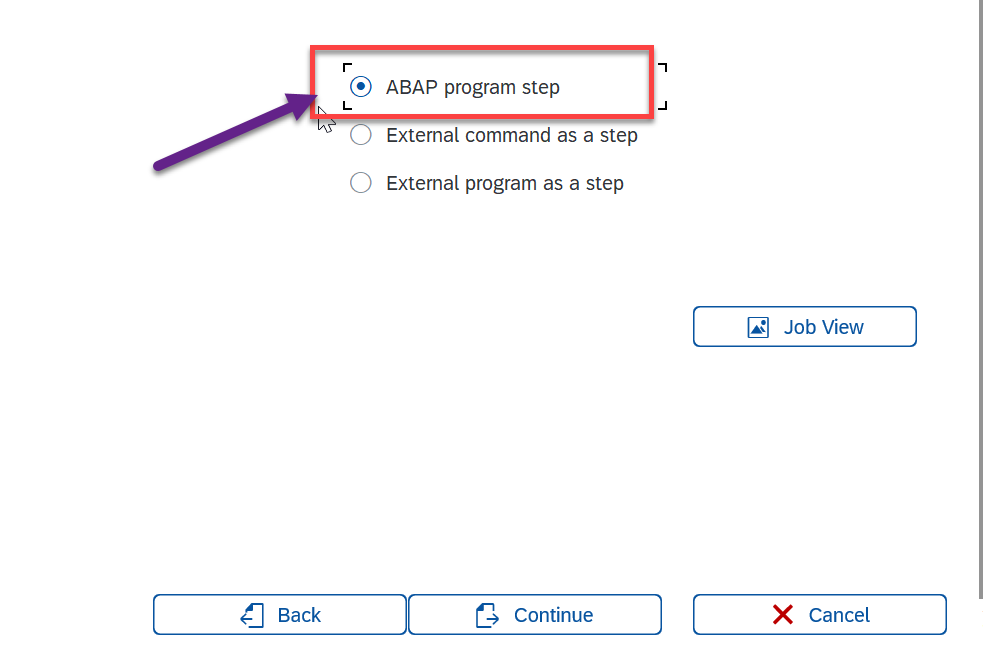 ABAP program step
External command as a step
External program as a step
Job View
Back
Continue
Cancel